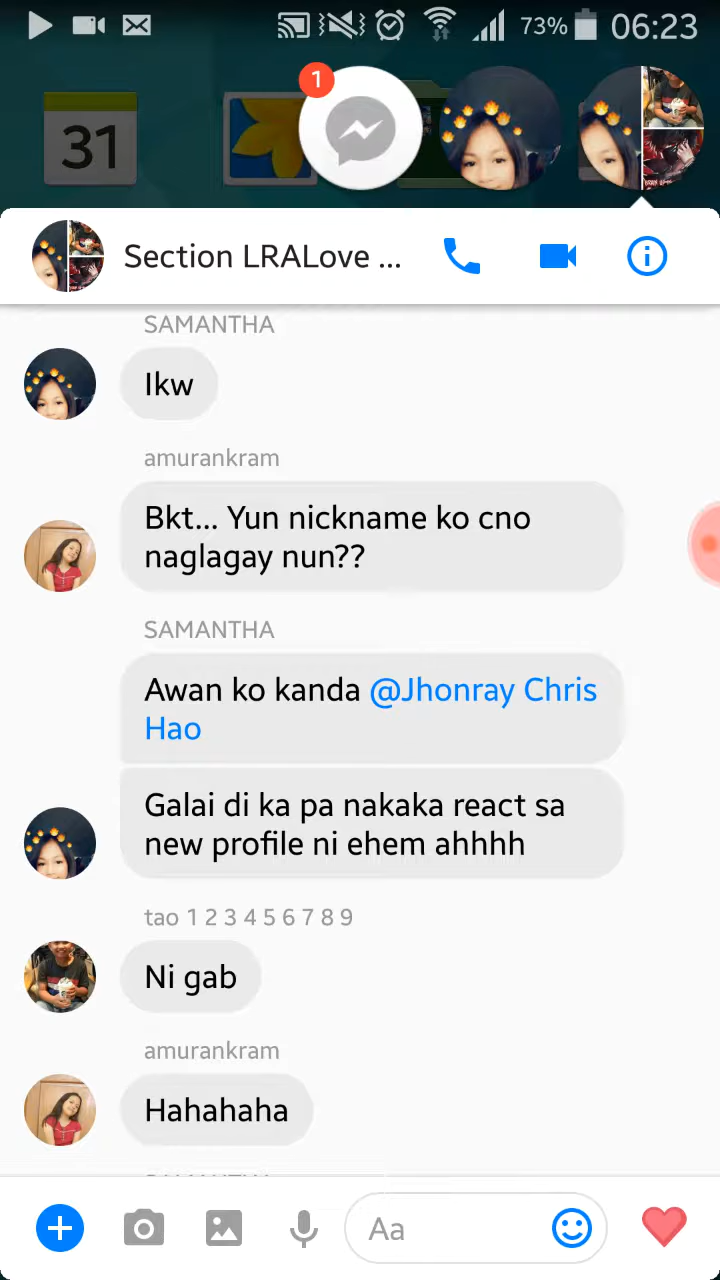 73% 06:23
1
31
Section LRALove ...
SAMANTHA
Ikw
amurankram
Bkt... Yun nickname ko cno
naglagay nun??
SAMANTHA
Awan ko kanda @Jhonray Chris
Hao
Galai di ka pa nakaka react sa
new profile ni ehem ahhhh
tao 1 2 3 4 5 6 7 8 9
Ni gab
amurankram
Hahahaha
SAMANTHA
Aa